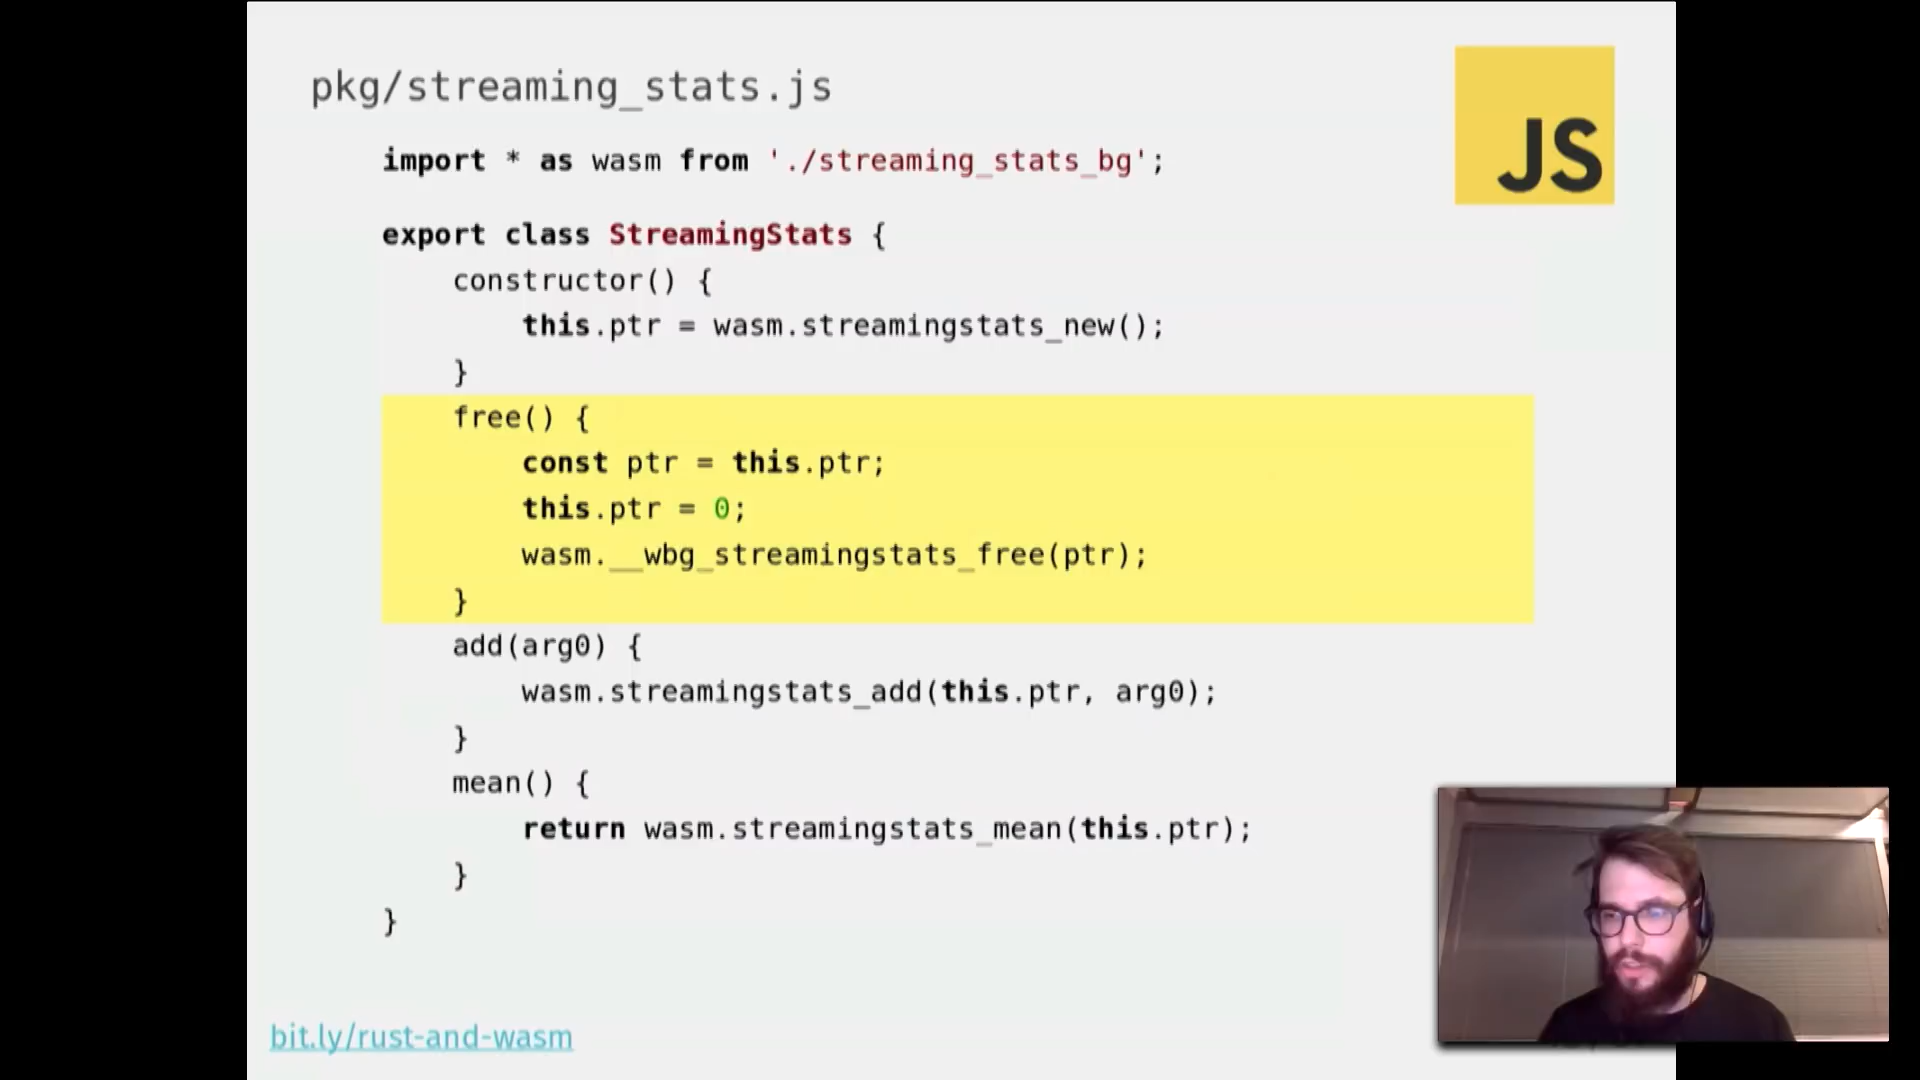 pkg/streaming_stats.js
JS
import * as wasm from './streaming_stats_bg';
export class StreamingStats {
constructor() {
this.ptr = wasm.streamingstats_new();
}
free() {
const ptr = this.ptr;
this.ptr = 0;
wasm.__wbg_streamingstats_free(ptr);
}
add(arg0) {
wasm.streamingstats_add(this.ptr, arg0);
}
mean() {
return wasm.streamingstats_mean(this.ptr);
}
}
bit.ly/rust-and-wasm